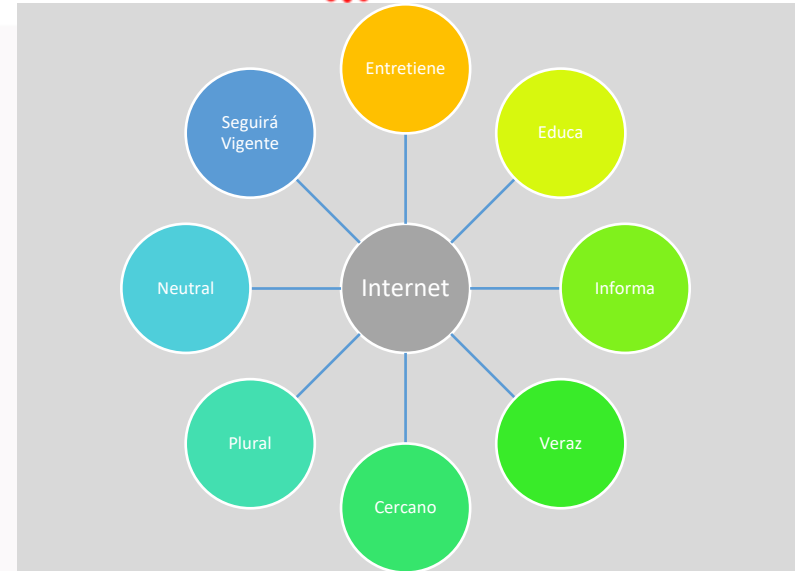 Entretiene
Seguirá
Vigente
Educa
Neutral
Internet
Informa
Plural
Veraz
Cercano